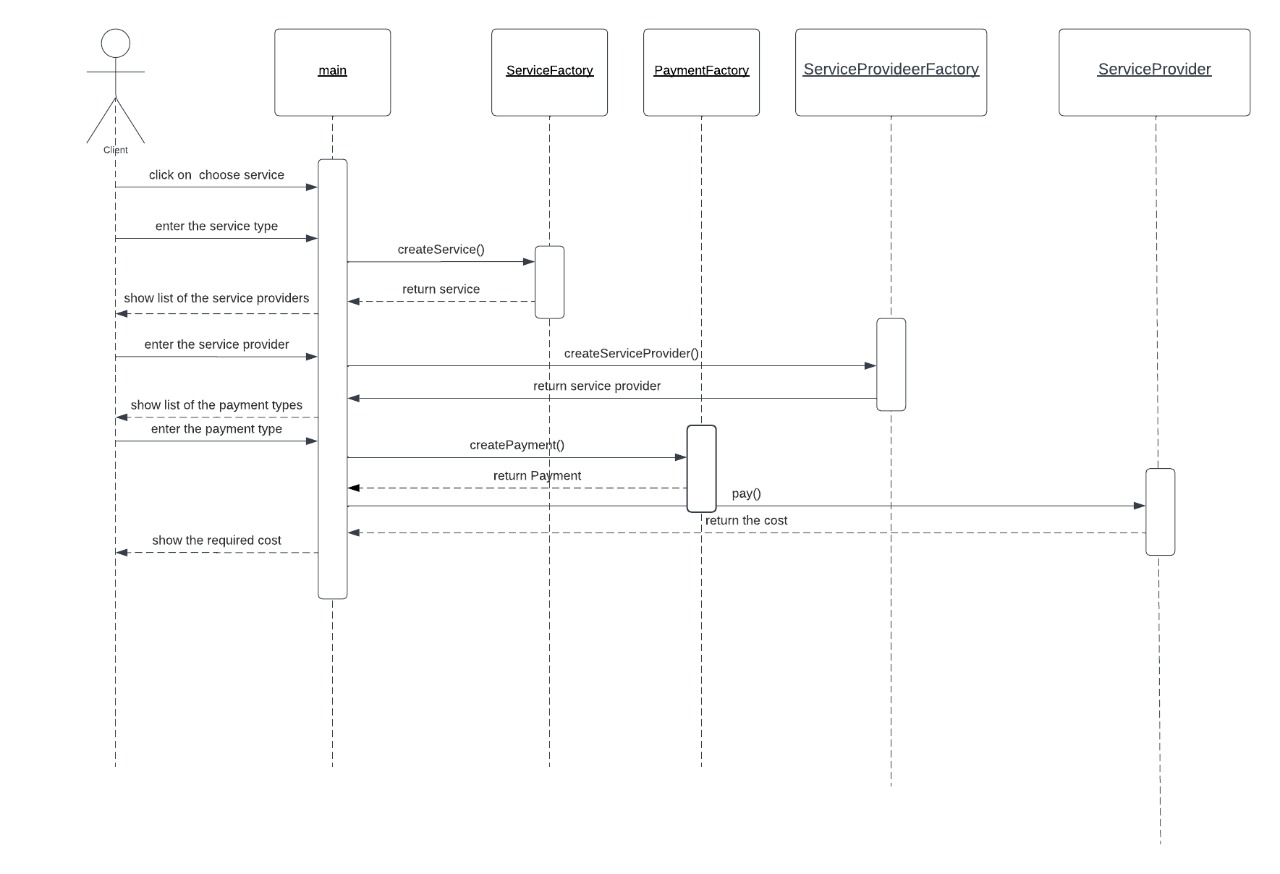 main
ServiceFactory
PaymentFactory
ServiceProvideerFactory
ServiceProvider
Client
click on  choose service
enter the service type
createService()
return service
show list of the service providers
enter the service provider
createServiceProvider()
return service provider
show list of the payment types
enter the payment type
createPayment()
return Payment
pay()
return the cost
show the required cost